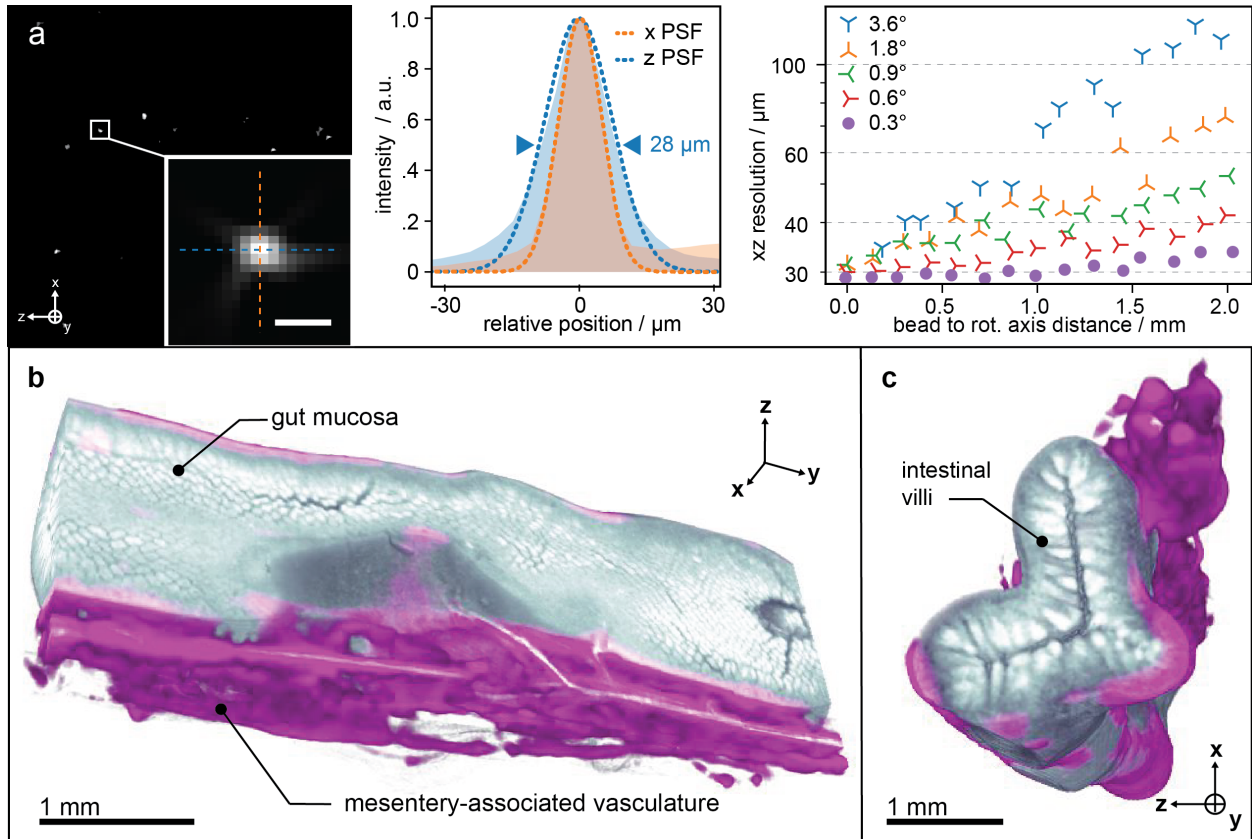 a
x
z
y
1.0
.8
.6
.4
.2
0
intensity / a.u.
x PSF
z PSF
28 µm
-30
0
30
relative position / µm
100
60
40
30
xz resolution / µm
3.6°
1.8°
0.9°
0.6°
0.3°
0.0
0.5
1.0
1.5
2.0
bead to rot. axis distance / mm
b
gut mucosa
z
y
x
mesentery-associated vasculature
1 mm
c
intestinal
villi
1 mm
x
z
y